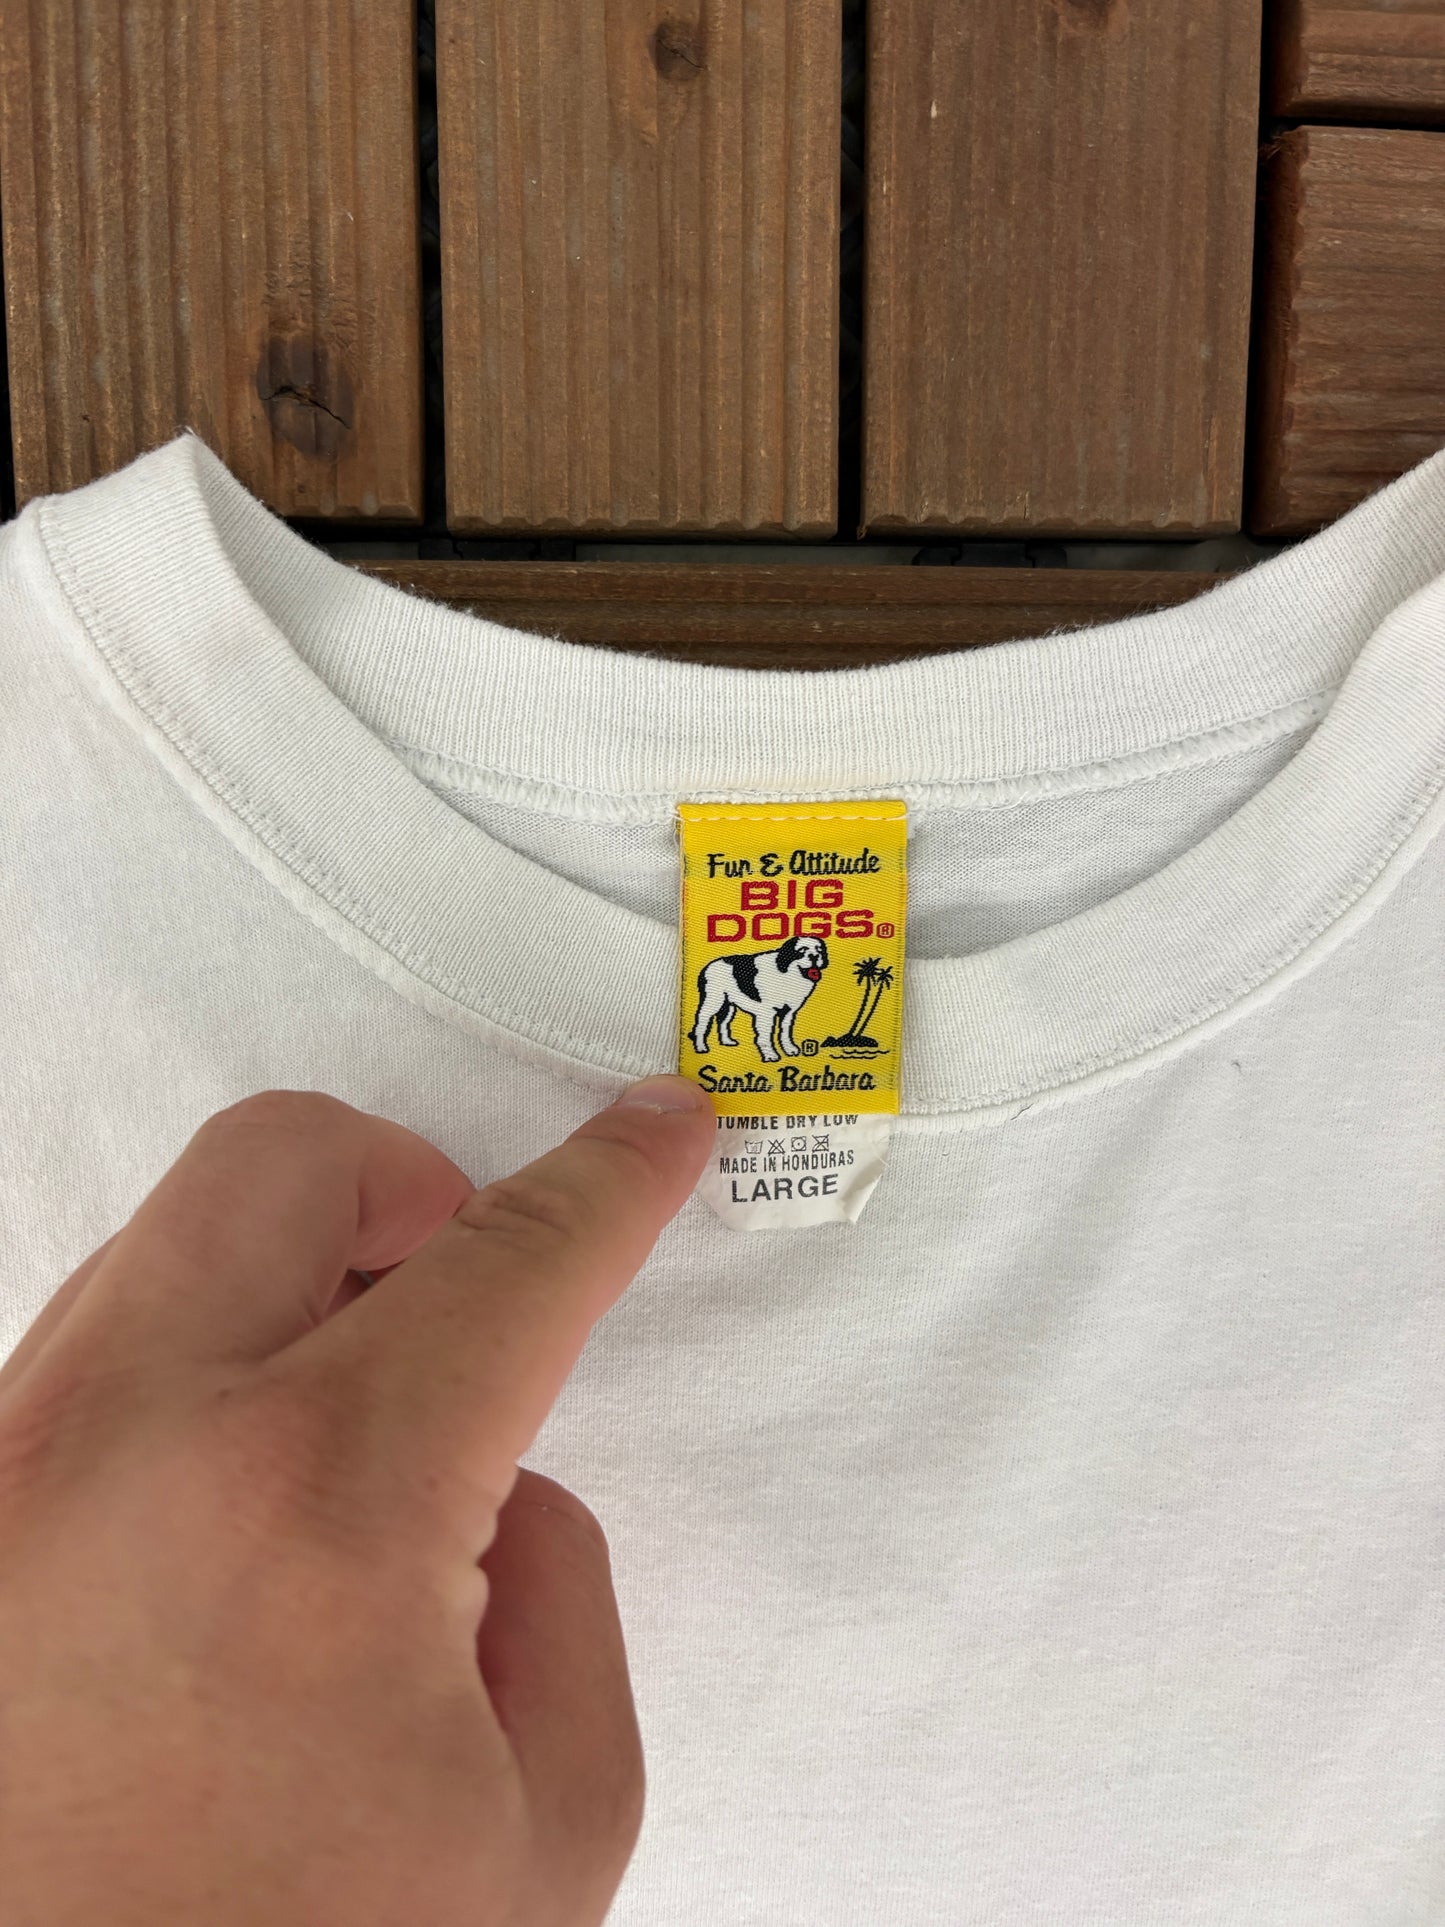 Fun & Attitude
BIG
DOGS®
®
Santa Barbara
TUMBLE DRY LOW
MADE IN HONDURAS
LARGE